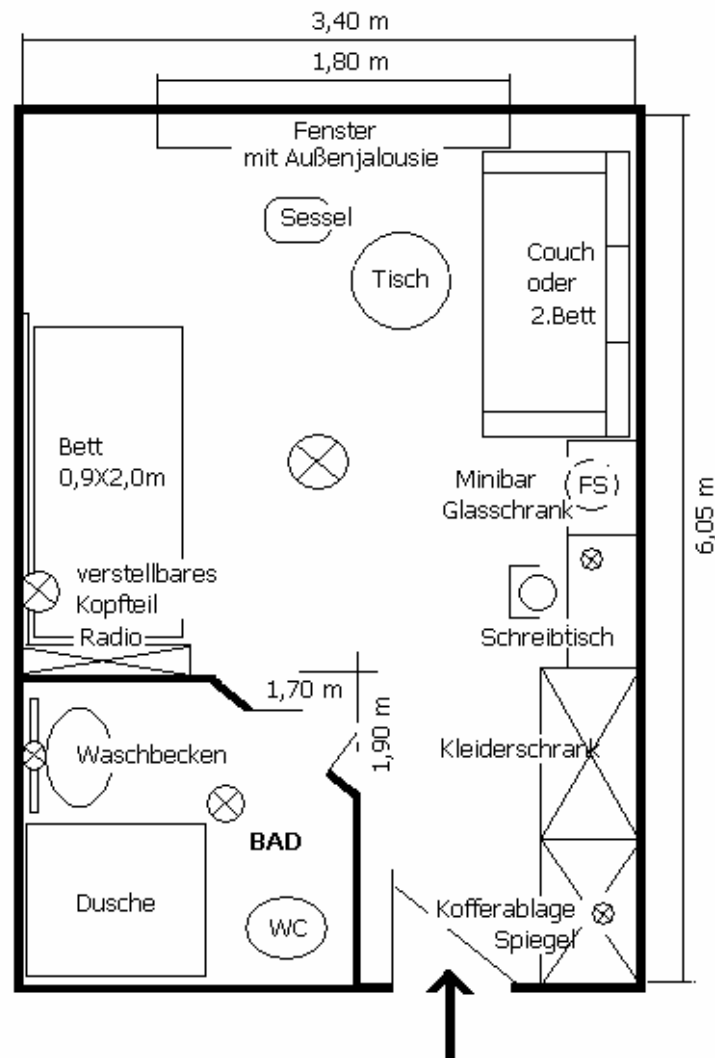 3,40 m
1,80 m
Fenster
mit Außenjalousie
Sessel
Tisch
Couch
oder
2.Bett
Bett
0,9X2,0m
Minibar
Glasschrank
FS
6,05 m
verstellbares
Kopfteil
Radio
Schreibtisch
1,70 m
1,90 m
Waschbecken
Kleiderschrank
BAD
Dusche
WC
Kofferablage
Spiegel